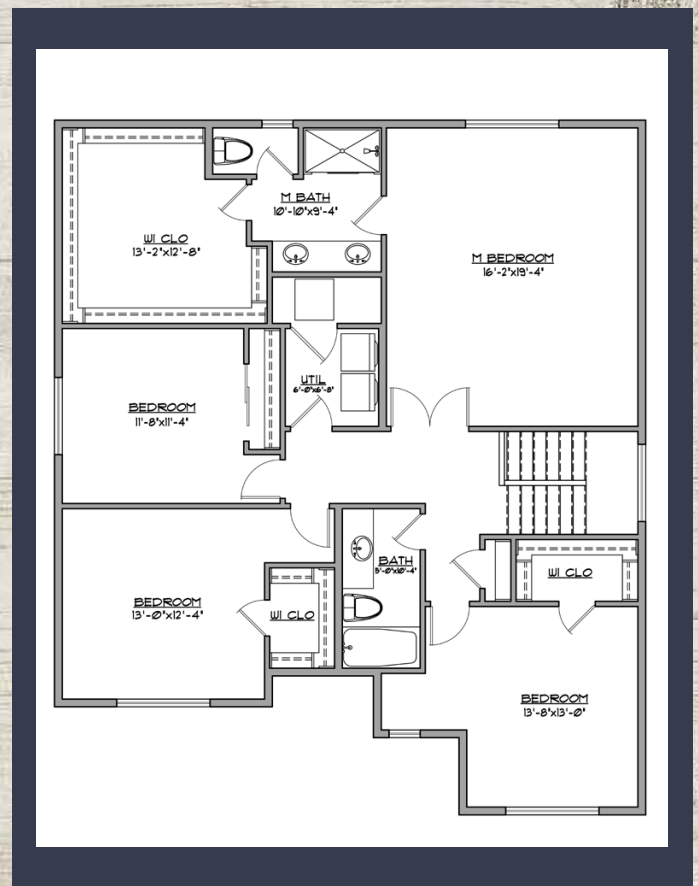 M BATH
10'-10"x9'-4"
WI CLO
13'-2"x12'-8"
M BEDROOM
16'-2"x19'-4"
UTIL
6'-0"x6'-8"
BEDROOM
11'-8"x11'-4"
BATH
5'-0"x10'-4"
WI CLO
BEDROOM
13'-0"x12'-4"
WI CLO
BEDROOM
13'-8"x13'-0"